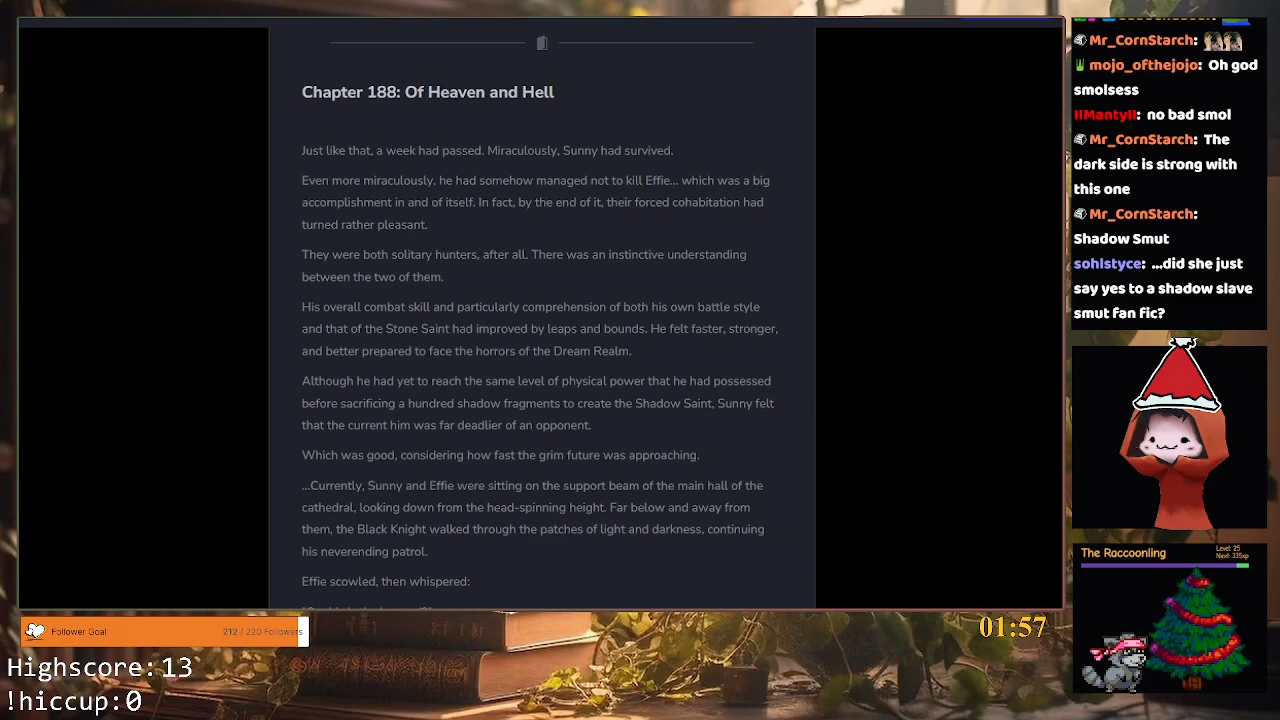 Chapter 188: Of Heaven and Hell
Just like that, a week had passed. Miraculously, Sunny had survived.
Even more miraculously, he had somehow managed not to kill Effie... which was a big
accomplishment in and of itself. In fact, by the end of it, their forced cohabitation had
turned rather pleasant.
They were both solitary hunters, after all. There was an instinctive understanding
between the two of them.
His overall combat skill and particularly comprehension of both his own battle style
and that of the Stone Saint had improved by leaps and bounds. He felt faster, stronger,
and better prepared to face the horrors of the Dream Realm.
Although he had yet to reach the same level of physical power that he had possessed
before sacrificing a hundred shadow fragments to create the Shadow Saint, Sunny felt
that the current him was far deadlier of an opponent.
Which was good, considering how fast the grim future was approaching.
...Currently, Sunny and Effie were sitting on the support beam of the main hall of the
cathedral, looking down from the head-spinning height. Far below and away from
them, the Black Knight walked through the patches of light and darkness, continuing
his neverending patrol.
Effie scowled, then whispered:
Mr_CornStarch:
mojo_ofthejojo: Oh god
smolsess
IIMantyII: no bad smol
Mr_CornStarch: The
dark side is strong with
this one
Mr_CornStarch:
Shadow Smut
sohlstyce: ...did she just
say yes to a shadow slave
smut fan fic?
The Raccoonling
Level: 25
Next: 335xp
Follower Goal
212 / 220 Followers
01:57
Highscore:13
!hiccup:0